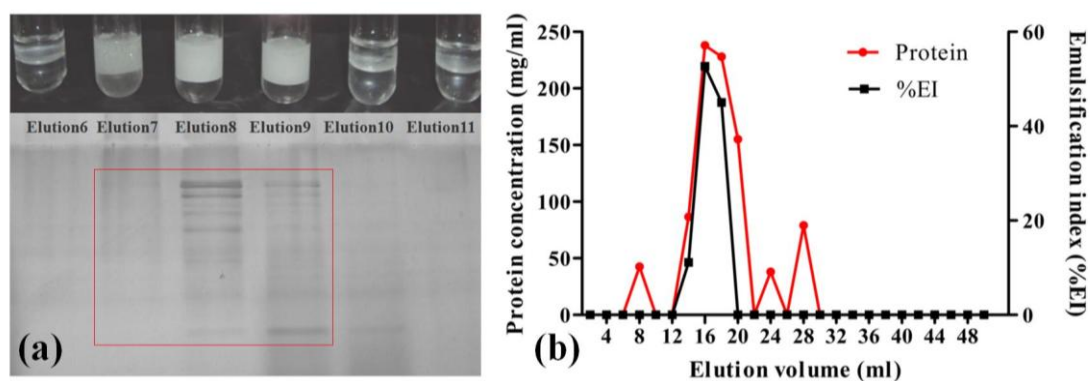 Elution6 Elution7 Elution8 Elution9 Elution10 Elution11
(a)
Protein concentration (mg/ml)
250
200
150
100
50
0
Protein
%EI
60
40
20
0
Emulsification index (%EI)
4 8 12 16 20 24 28 32 36 40 44 48
(b) Elution volume (ml)